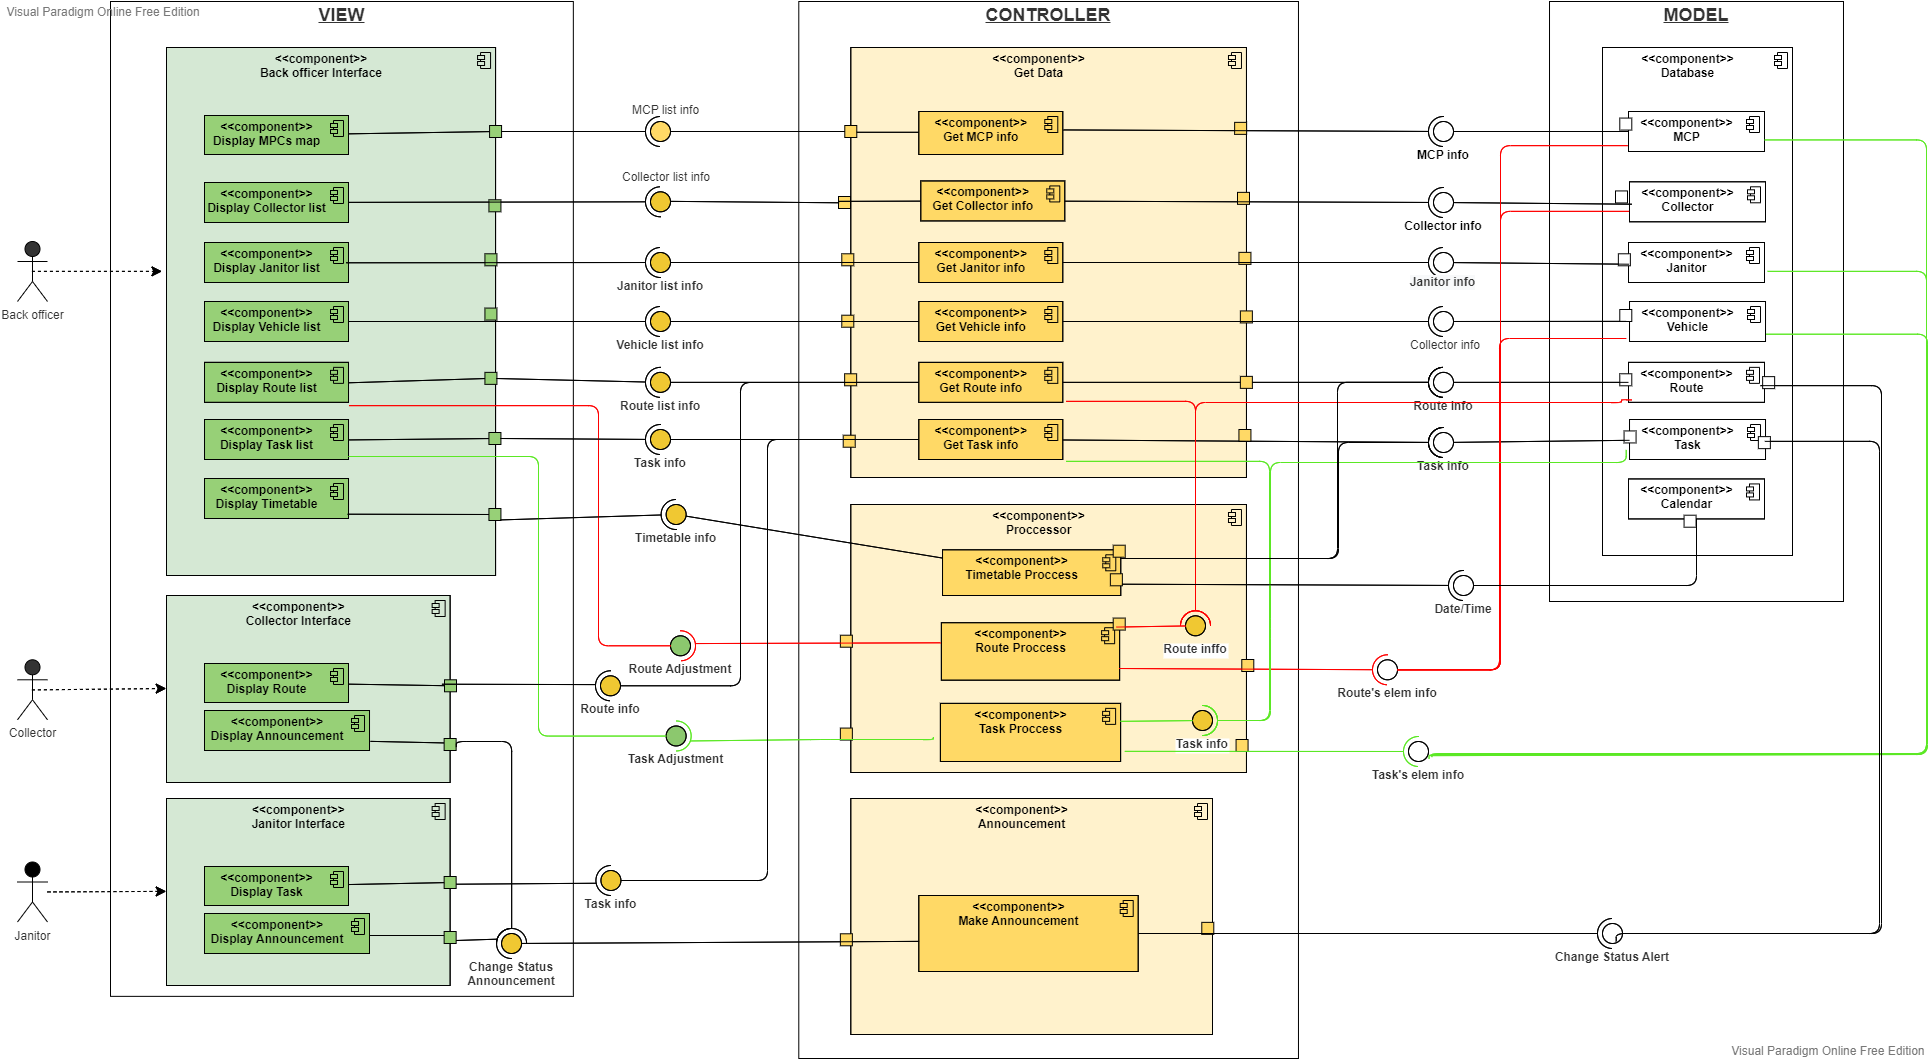 Visual Paradigm Online Free Edition
VIEW
CONTROLLER
MODEL
<<component>>
Back officer Interface
<<component>>
Display MPCs map
<<component>>
Display Collector list
<<component>>
Display Janitor list
<<component>>
Display Vehicle list
<<component>>
Display Route list
<<component>>
Display Task list
<<component>>
Display Timetable
Back officer
<<component>>
Collector Interface
<<component>>
Display Route
<<component>>
Display Announcement
Collector
<<component>>
Janitor Interface
<<component>>
Display Task
<<component>>
Display Announcement
Janitor
MCP list info
Collector list info
Janitor list info
Vehicle list info
Route list info
Task info
Timetable info
Route Adjustment
Route info
Task Adjustment
Task info
Change Status
Announcement
<<component>>
Get Data
<<component>>
Get MCP info
<<component>>
Get Collector info
<<component>>
Get Janitor info
<<component>>
Get Vehicle info
<<component>>
Get Route info
<<component>>
Get Task info
<<component>>
Proccessor
<<component>>
Timetable Proccess
<<component>>
Route Proccess
Route inffo
<<component>>
Task Proccess
Task info
<<component>>
Announcement
<<component>>
Make Announcement
MCP info
Collector info
Janitor info
Collector info
Route info
Task info
Date/Time
Route's elem info
Task's elem info
Change Status Alert
<<component>>
Database
<<component>>
MCP
<<component>>
Collector
<<component>>
Janitor
<<component>>
Vehicle
<<component>>
Route
<<component>>
Task
<<component>>
Calendar
Visual Paradigm Online Free Edition